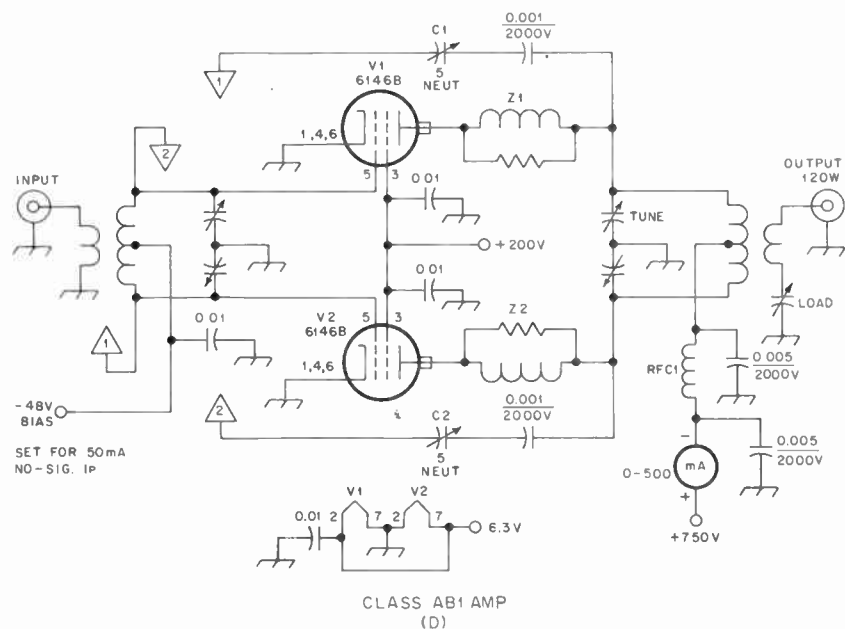 C1
0.001
2000V
5
NEUT
1
V1
6146B
Z1
2
1,4,6
5 3
INPUT
OUTPUT
120W
0 01
TUNE
+200V
0 01
LOAD
V2
6146B
5 3
Z2
1
0 01
1,4,6
RFC1
0 005
2000V
-48V
BIAS
2
C2
0.001
2000V
5
NEUT
SET FOR 50mA
NO-SIG. IP
-
0-500
mA
+
0.005
2000V
+750V
V1 V2
0.01
2 7 2 7
6.3V
CLASS AB1 AMP
(D)